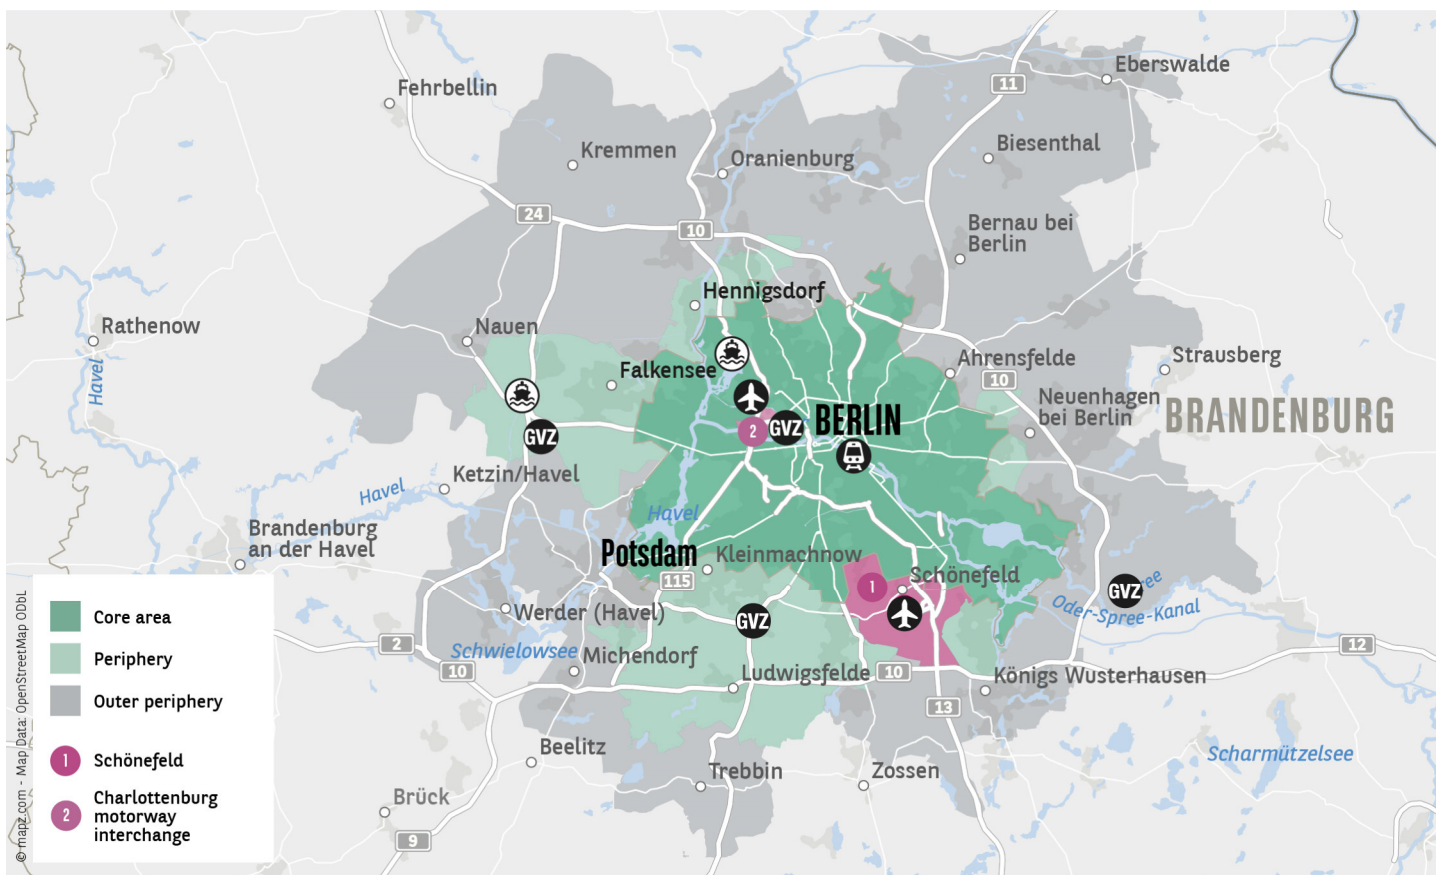 Eberswalde
11
Fehrbellin
Biesenthal
Kremmen
Oranienburg
24
10
Bernau bei
Berlin
Hennigsdorf
Rathenow
Nauen
Havel
Falkensee
Ahrensfelde
Strausberg
10
Neuenhagen
bei Berlin
BRANDENBURG
2
GVZ
BERLIN
GVZ
Ketzin/Havel
Havel
Havel
Brandenburg
an der Havel
Potsdam
Kleinmachnow
115
1
Schönefeld
GVZ
Oder-Spree-Kanal
Werder (Havel)
GVZ
2
Schwielowsee
Michendorf
12
10
Ludwigsfelde
10
Königs Wusterhausen
13
Beelitz
Trebbin
Zossen
Scharmützelsee
Brück
9
Core area
Periphery
Outer periphery
1
Schönefeld
2
Charlottenburg
motorway
interchange
© mapz.com - Map Data: OpenStreetMap ODbL